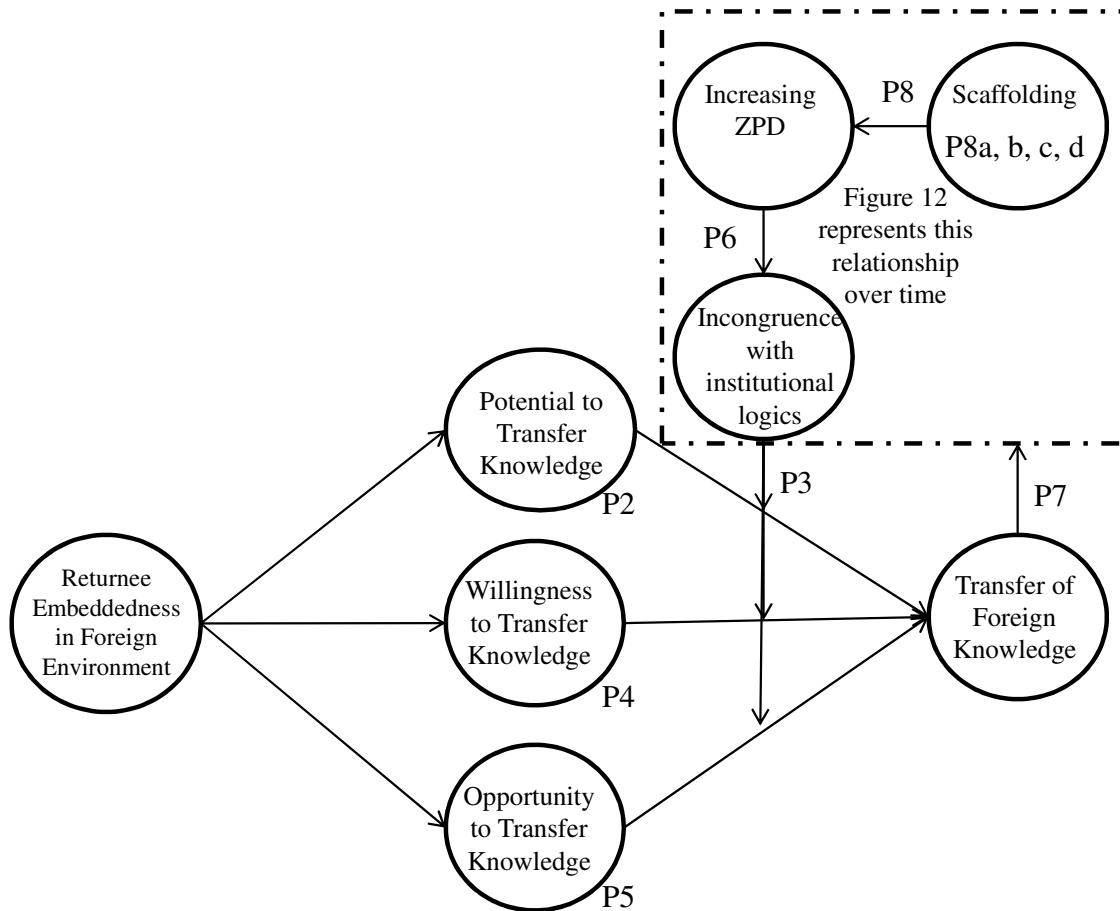 Increasing
ZPD
P8
Scaffolding
P8a, b, c, d
Figure 12
represents this
relationship
over time
P6
Incongruence
with
institutional
logics
P3
P7
Potential to
Transfer
Knowledge
P2
Returnee
Embeddedness
in Foreign
Environment
Willingness
to Transfer
Knowledge
P4
Transfer of
Foreign
Knowledge
Opportunity
to Transfer
Knowledge
P5